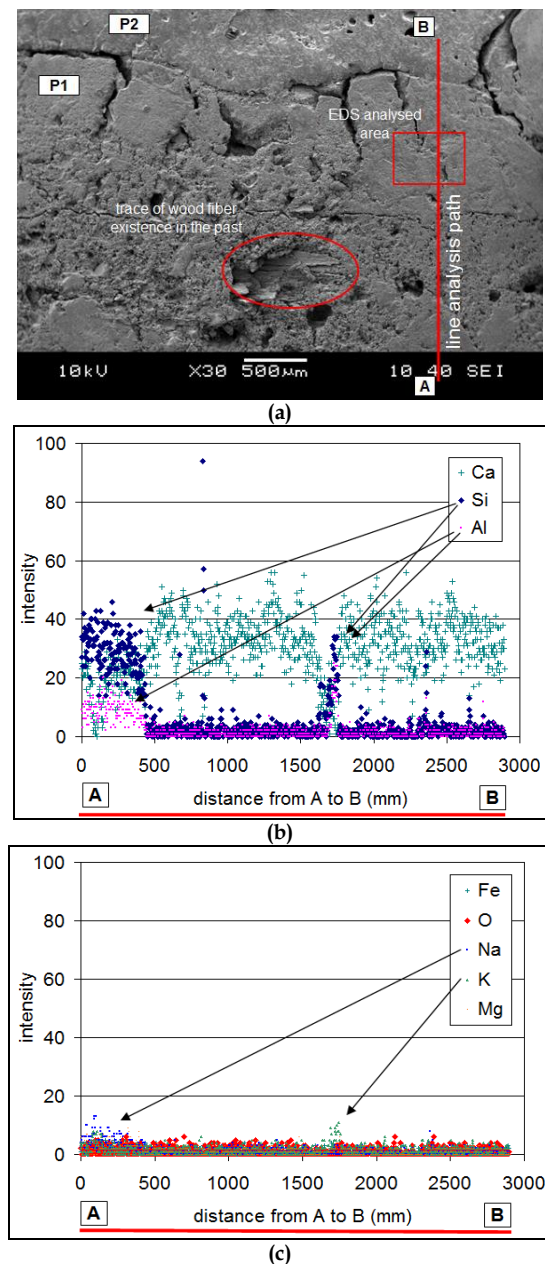 P2
B
P1
EDS analysed
area
trace of wood fiber
existence in the past
line analysis path
10kV X30 500μm 10 40 SEI
A
(a)
100
80
60
40
20
0
intensity
Ca
Si
Al
0 500 1000 1500 2000 2500 3000
A distance from A to B (mm) B
(b)
100
80
60
40
20
0
intensity
Fe
O
Na
K
Mg
0 500 1000 1500 2000 2500 3000
A distance from A to B (mm) B
(c)